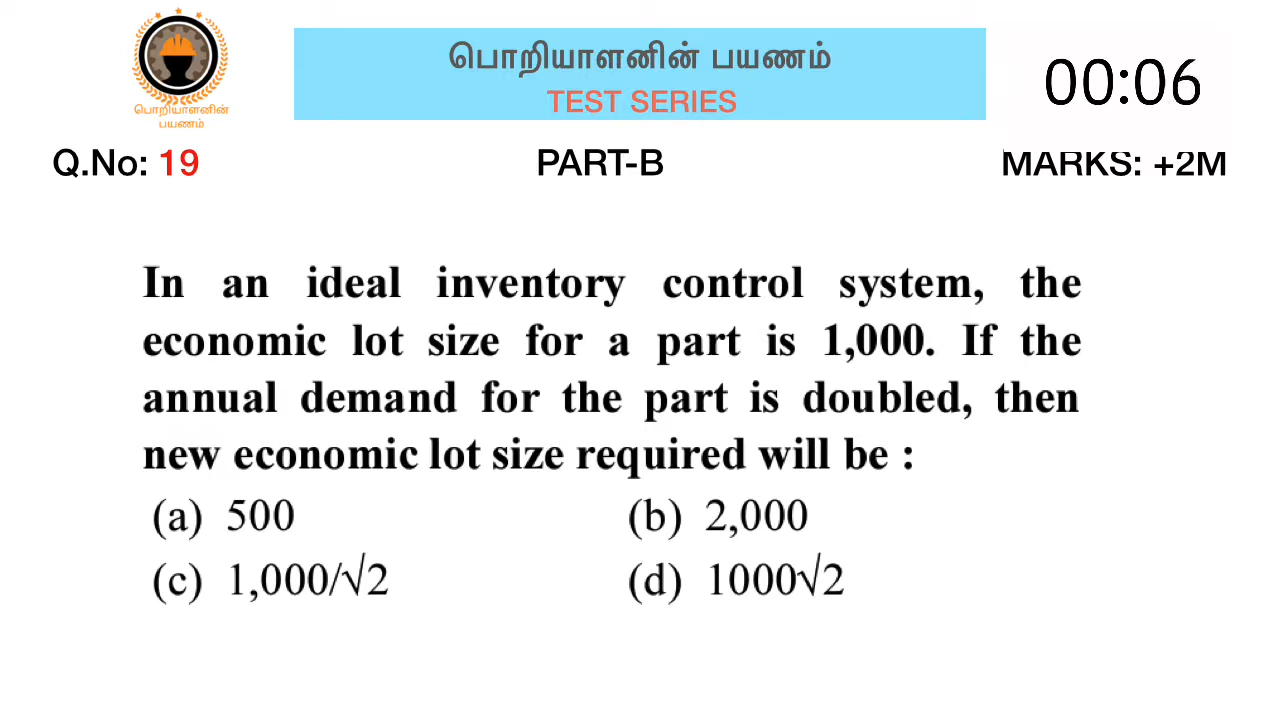 பொறியாளனின் பயணம்
TEST SERIES
00:06
பொறியாளனின்
பயணம்
Q.No: 19 PART-B MARKS: +2M
In an ideal inventory control system, the
economic lot size for a part is 1,000. If the
annual demand for the part is doubled, then
new economic lot size required will be :
(a) 500 (b) 2,000
(c) 1,000/√2 (d) 1000√2